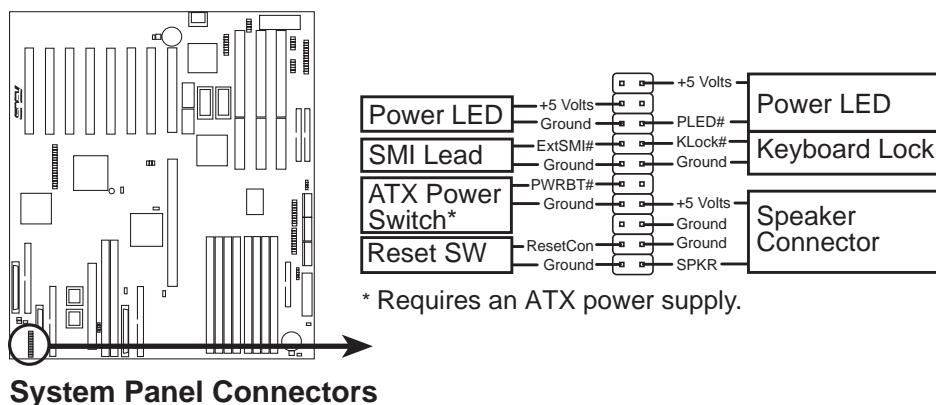 +5 Volts
Power LED
+5 Volts
Power LED
Ground
PLED#
SMI Lead
ExtSMI#
KLock#
Keyboard Lock
Ground
Ground
ATX Power
Switch*
PWRBT#
Ground
+5 Volts
Speaker
Connector
Ground
Reset SW
ResetCon
Ground
Ground
SPKR
* Requires an ATX power supply.
System Panel Connectors